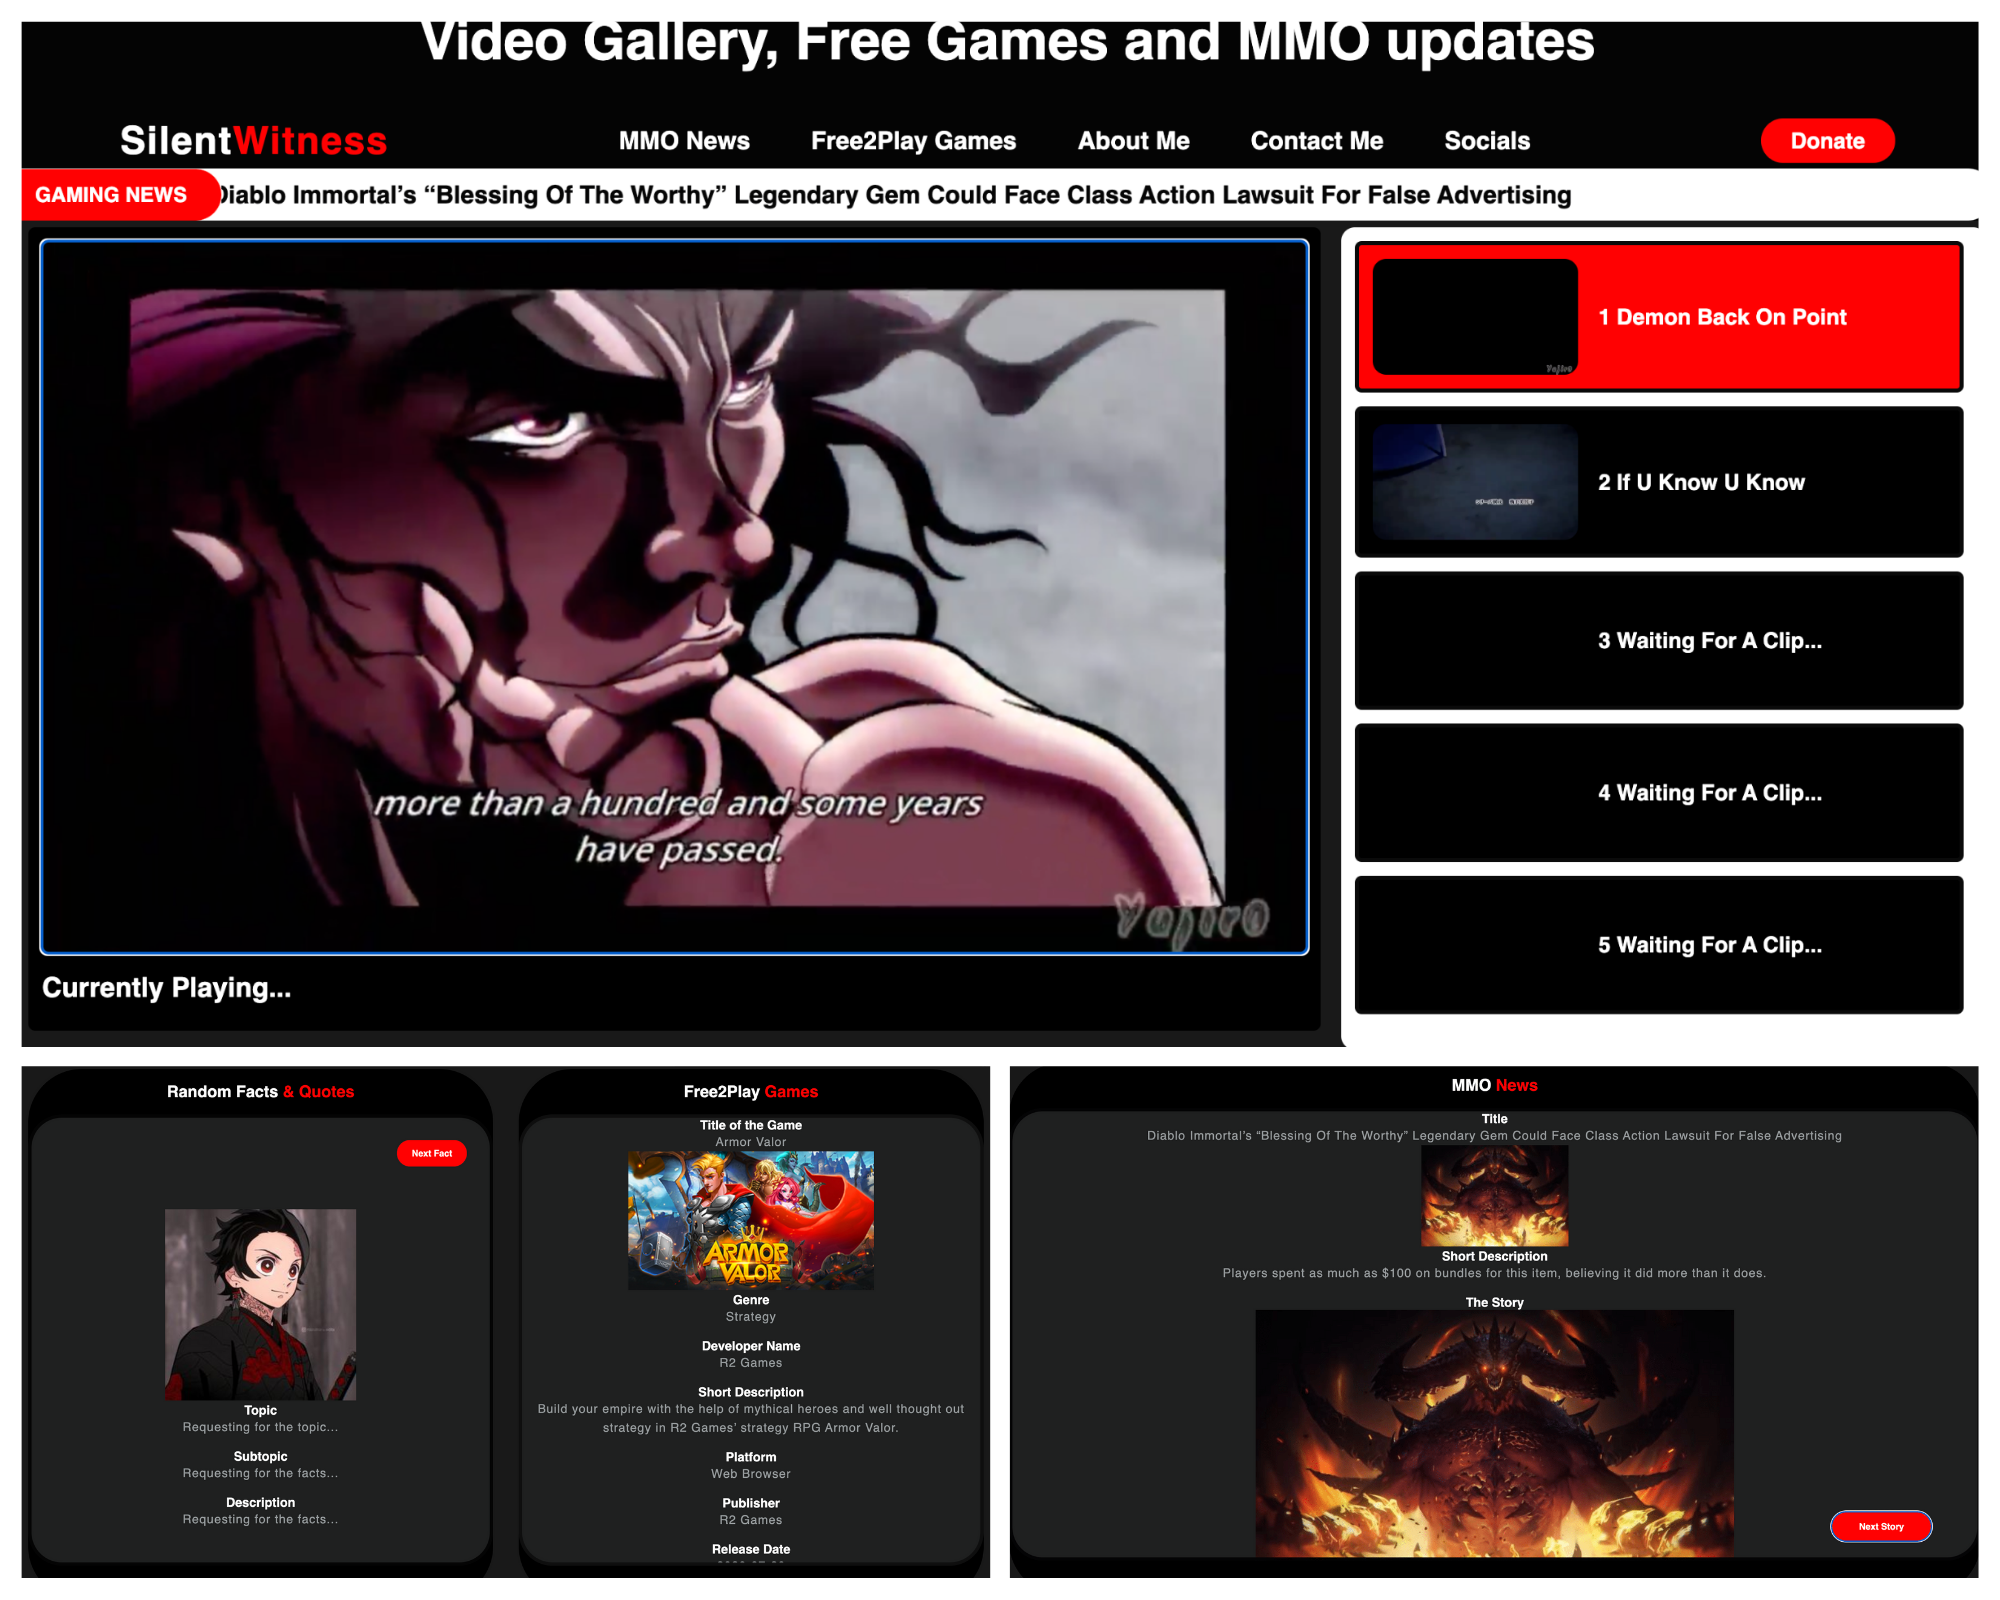 Video Gallery, Free Games and MMO updates
SilentWitness
MMO News
Free2Play Games
About Me
Contact Me
Socials
Donate
GAMING NEWS
Diablo Immortal’s “Blessing Of The Worthy” Legendary Gem Could Face Class Action Lawsuit For False Advertising
more than a hundred and some years
have passed.
Yujir0
Currently Playing...
1 Demon Back On Point
Yujir0
2 If U Know U Know
3 Waiting For A Clip...
4 Waiting For A Clip...
5 Waiting For A Clip...
Random Facts & Quotes
Next Fact
Topic
Requesting for the topic...
Subtopic
Requesting for the facts...
Description
Requesting for the facts...
Free2Play Games
Title of the Game
Armor Valor
ARMOR
VALOR
Genre
Strategy
Developer Name
R2 Games
Short Description
Build your empire with the help of mythical heroes and well thought out
strategy in R2 Games’ strategy RPG Armor Valor.
Platform
Web Browser
Publisher
R2 Games
Release Date
MMO News
Title
Diablo Immortal’s “Blessing Of The Worthy” Legendary Gem Could Face Class Action Lawsuit For False Advertising
Short Description
Players spent as much as $100 on bundles for this item, believing it did more than it does.
The Story
Next Story